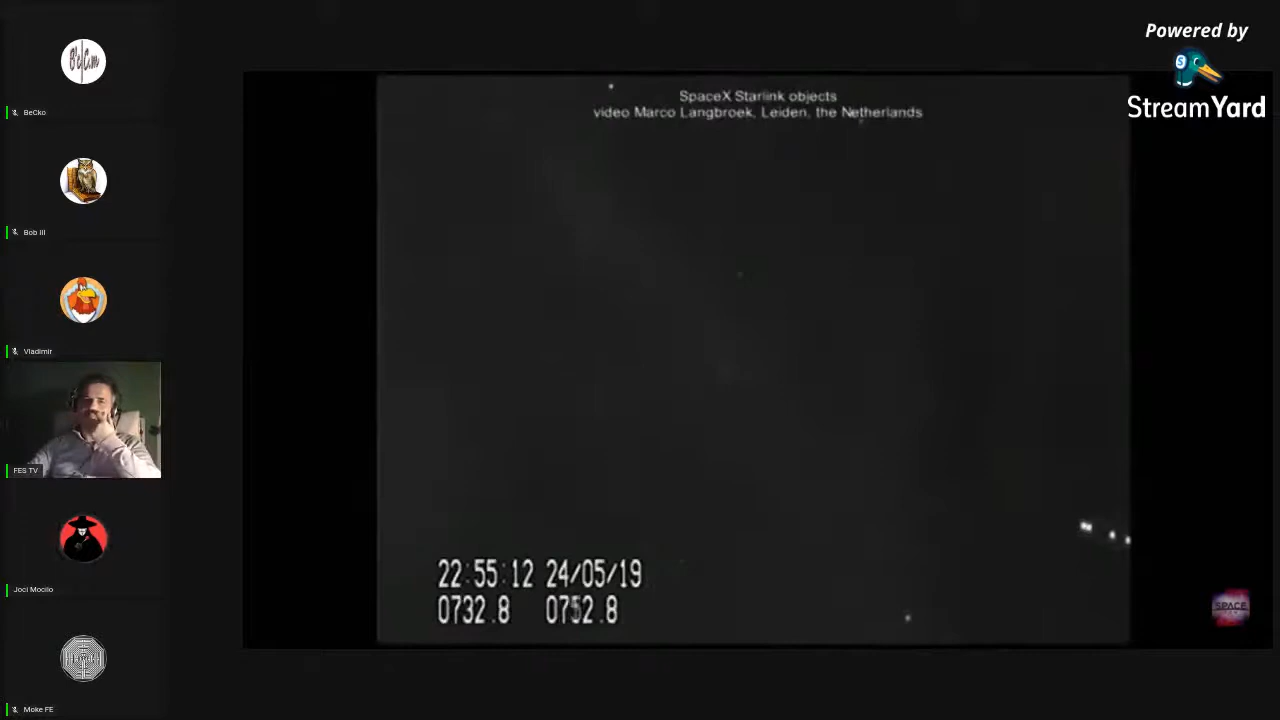 Powered by
StreamYard
SpaceX Starlink objects
video Marco Langbroek, Leiden, the Netherlands
BeCko
Bob III
Vladimir
FES TV
Joci Mocilo
Moke FE
22:55:12 24/05/19
0732.8 0752.8
SPACE